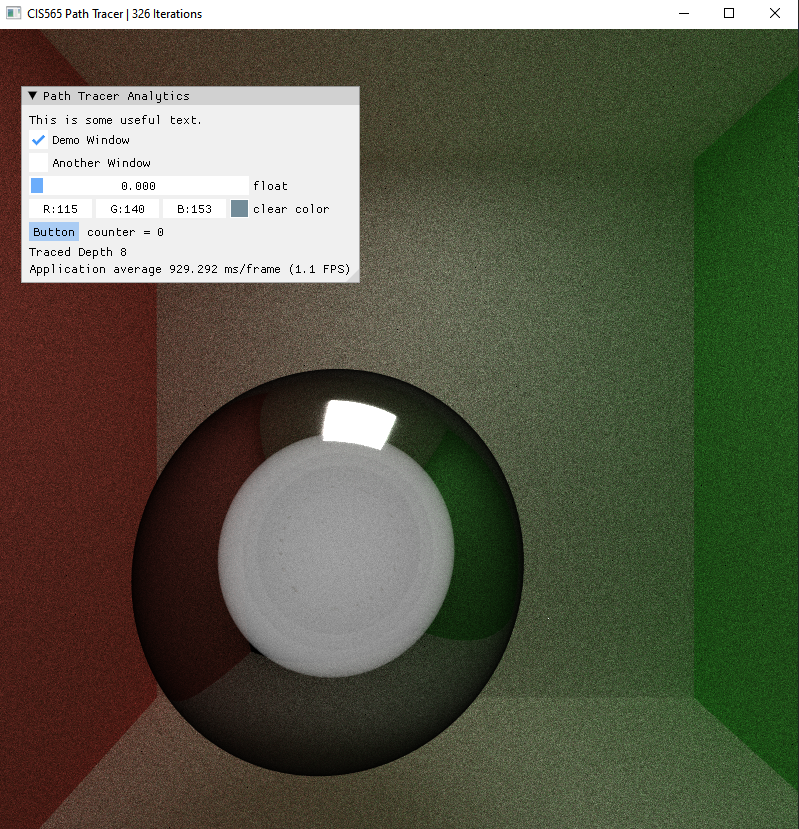 CIS565 Path Tracer | 326 Iterations
Path Tracer Analytics
This is some useful text.
Demo Window
Another Window
0.000 float
R:115 G:140 B:153 clear color
Button counter = 0
Traced Depth 8
Application average 929.292 ms/frame (1.1 FPS)